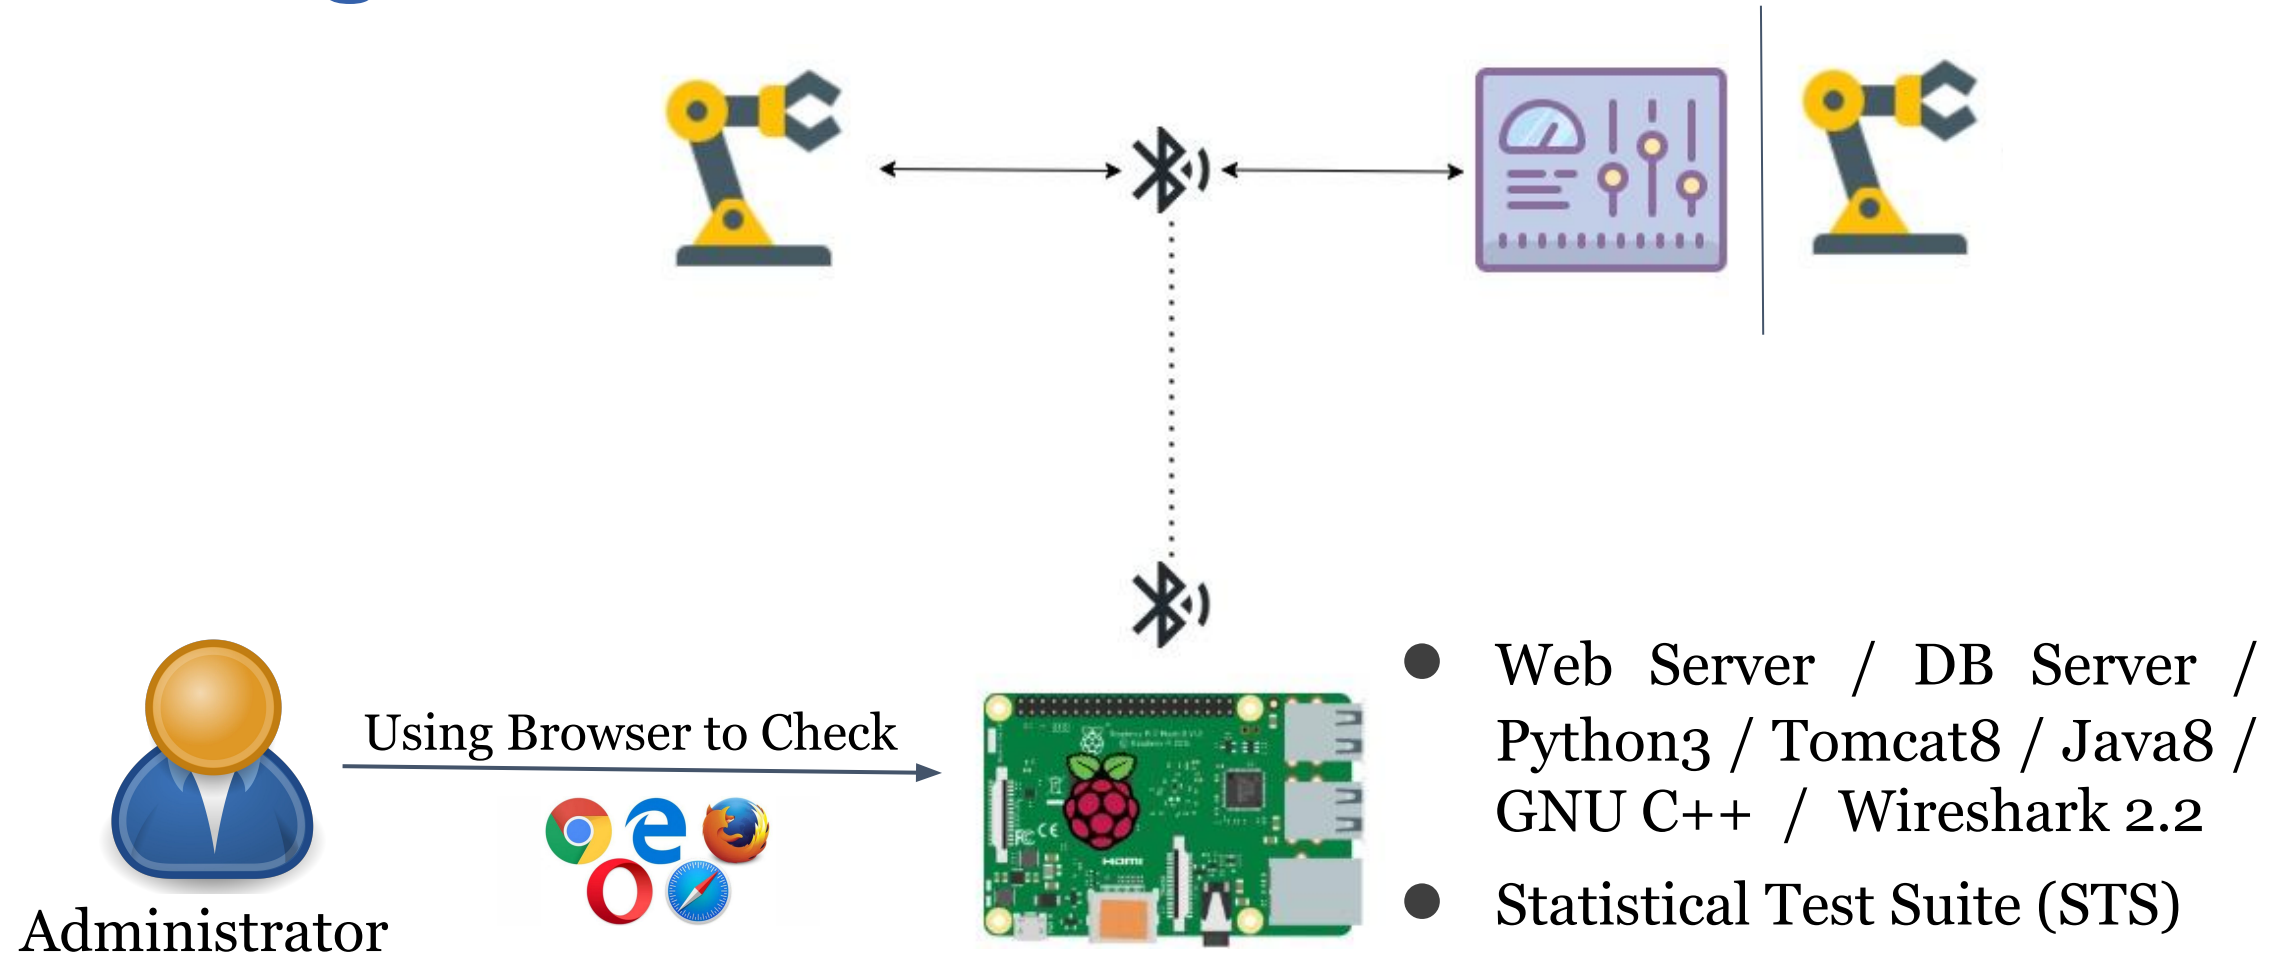 Using Browser to Check
Administrator
HDMI
● Web Server / DB Server /
Python3 / Tomcat8 / Java8 /
GNU C++ / Wireshark 2.2
● Statistical Test Suite (STS)